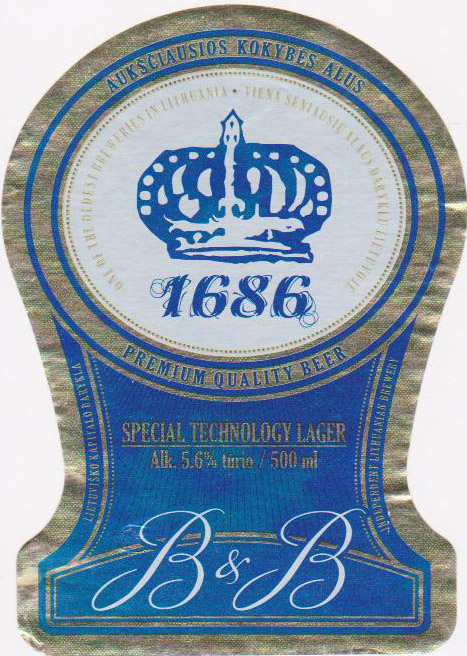 AUKŠČIAUSIOS KOKYBĖS ALUS
ONE OF THE OLDEST BREWERIES IN LITHUANIA • VIENA SENIAUSIŲ ALAUS DARYKLŲ LIETUVOJE
1686
PREMIUM QUALITY BEER
LIETUVIŠKO KAPITALO DARYKLA
INDEPENDENT LITHUANIAN BREWERY
SPECIAL TECHNOLOGY LAGER
Alk. 5.6% tūrio / 500 ml
B & B